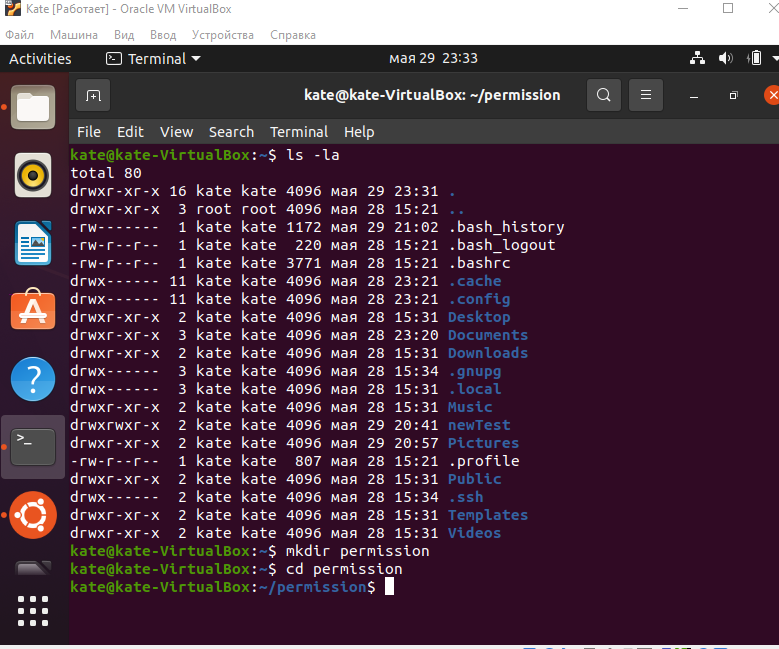 Kate [Работает] - Oracle VM VirtualBox
Файл Машина Вид Ввод Устройства Справка
Activities Terminal мая 29 23:33
kate@kate-VirtualBox: ~/permission
File Edit View Search Terminal Help
kate@kate-VirtualBox:~$ ls -la
total 80
drwxr-xr-x 16 kate kate 4096 мая 29 23:31 .
drwxr-xr-x  3 root root 4096 мая 28 15:21 ..
-rw-------  1 kate kate 1172 мая 29 21:02 .bash_history
-rw-r--r--  1 kate kate  220 мая 28 15:21 .bash_logout
-rw-r--r--  1 kate kate 3771 мая 28 15:21 .bashrc
drwx------ 11 kate kate 4096 мая 28 23:21 .cache
drwx------ 11 kate kate 4096 мая 28 23:21 .config
drwxr-xr-x  2 kate kate 4096 мая 28 15:31 Desktop
drwxr-xr-x  3 kate kate 4096 мая 28 23:20 Documents
drwxr-xr-x  2 kate kate 4096 мая 28 15:31 Downloads
drwx------  3 kate kate 4096 мая 28 15:34 .gnupg
drwx------  3 kate kate 4096 мая 28 15:31 .local
drwxr-xr-x  2 kate kate 4096 мая 28 15:31 Music
drwxrwxr-x  2 kate kate 4096 мая 29 20:41 newTest
drwxr-xr-x  2 kate kate 4096 мая 29 20:57 Pictures
-rw-r--r--  1 kate kate  807 мая 28 15:21 .profile
drwxr-xr-x  2 kate kate 4096 мая 28 15:31 Public
drwx------  2 kate kate 4096 мая 28 15:34 .ssh
drwxr-xr-x  2 kate kate 4096 мая 28 15:31 Templates
drwxr-xr-x  2 kate kate 4096 мая 28 15:31 Videos
kate@kate-VirtualBox:~$ mkdir permission
kate@kate-VirtualBox:~$ cd permission
kate@kate-VirtualBox:~/permission$